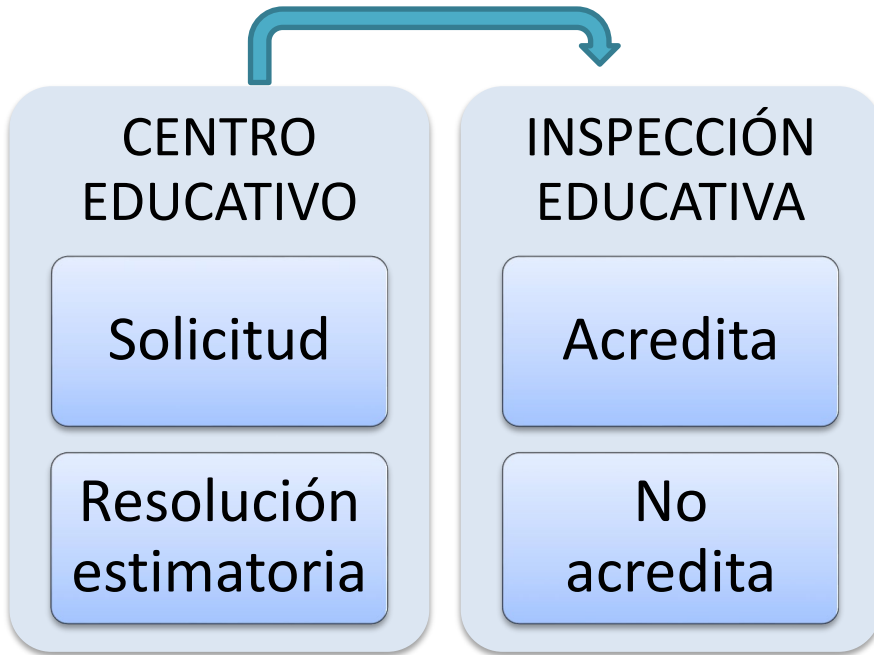 CENTRO
EDUCATIVO
Solicitud
Resolución
estimatoria
INSPECCIÓN
EDUCATIVA
Acredita
No
acredita